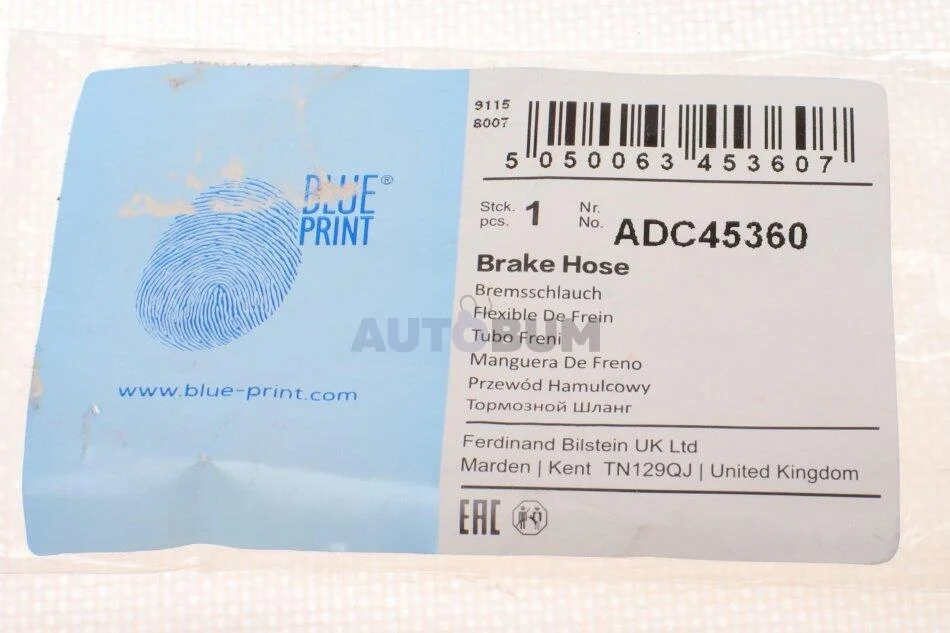 BLUE®
PRINT
www.blue-print.com
9115
8007
5 050063 453607
Stck. 1 Nr.
pcs. No. ADC45360
Brake Hose
Bremsschlauch
Flexible De Frein
Tubo Freni
Manguera De Freno
Przewód Hamulcowy
Тормозной Шланг
Ferdinand Bilstein UK Ltd
Marden | Kent TN129QJ | United Kingdom
EAC
AUTOBUM